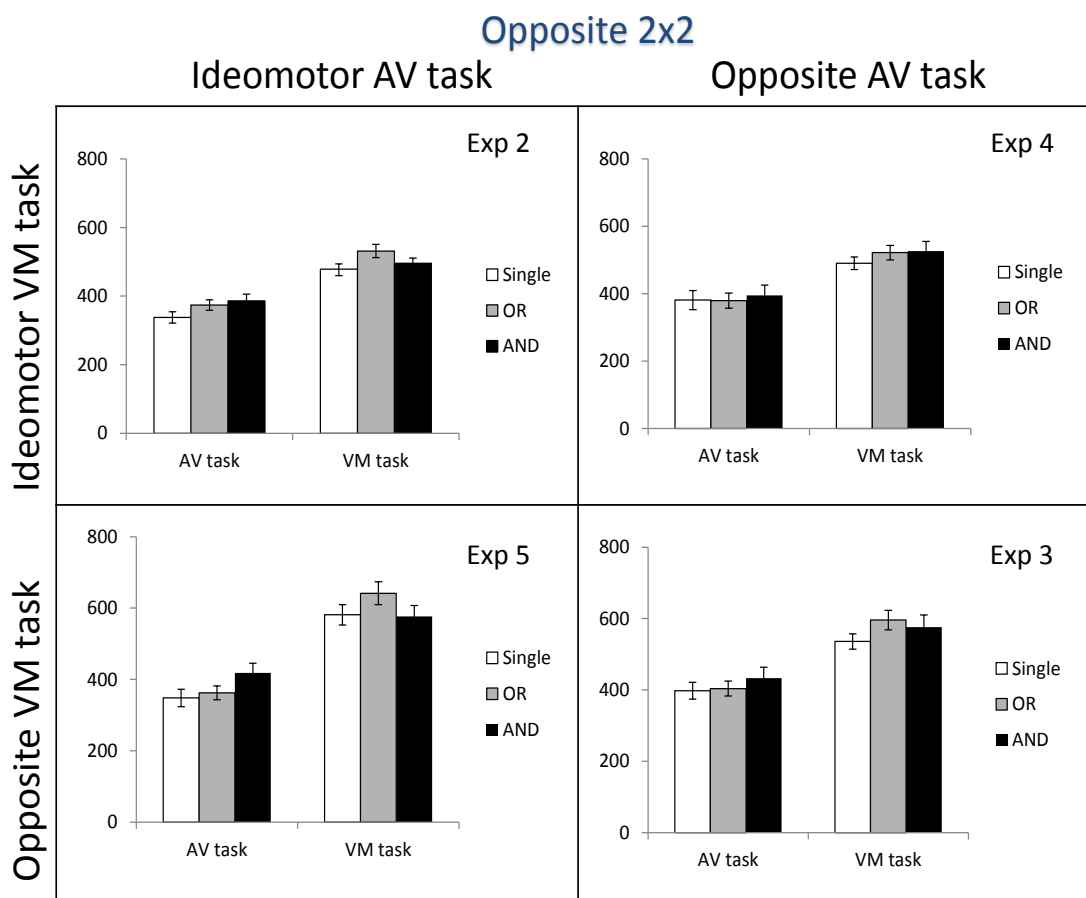 Opposite 2x2
Ideomotor AV task
Opposite AV task
Ideomotor VM task
Exp 2
800
600
400
200
0
AV task
VM task
Single
OR
AND
Exp 4
800
600
400
200
0
AV task
VM task
Single
OR
AND
Opposite VM task
Exp 5
800
600
400
200
0
AV task
VM task
Single
OR
AND
Exp 3
800
600
400
200
0
AV task
VM task
Single
OR
AND